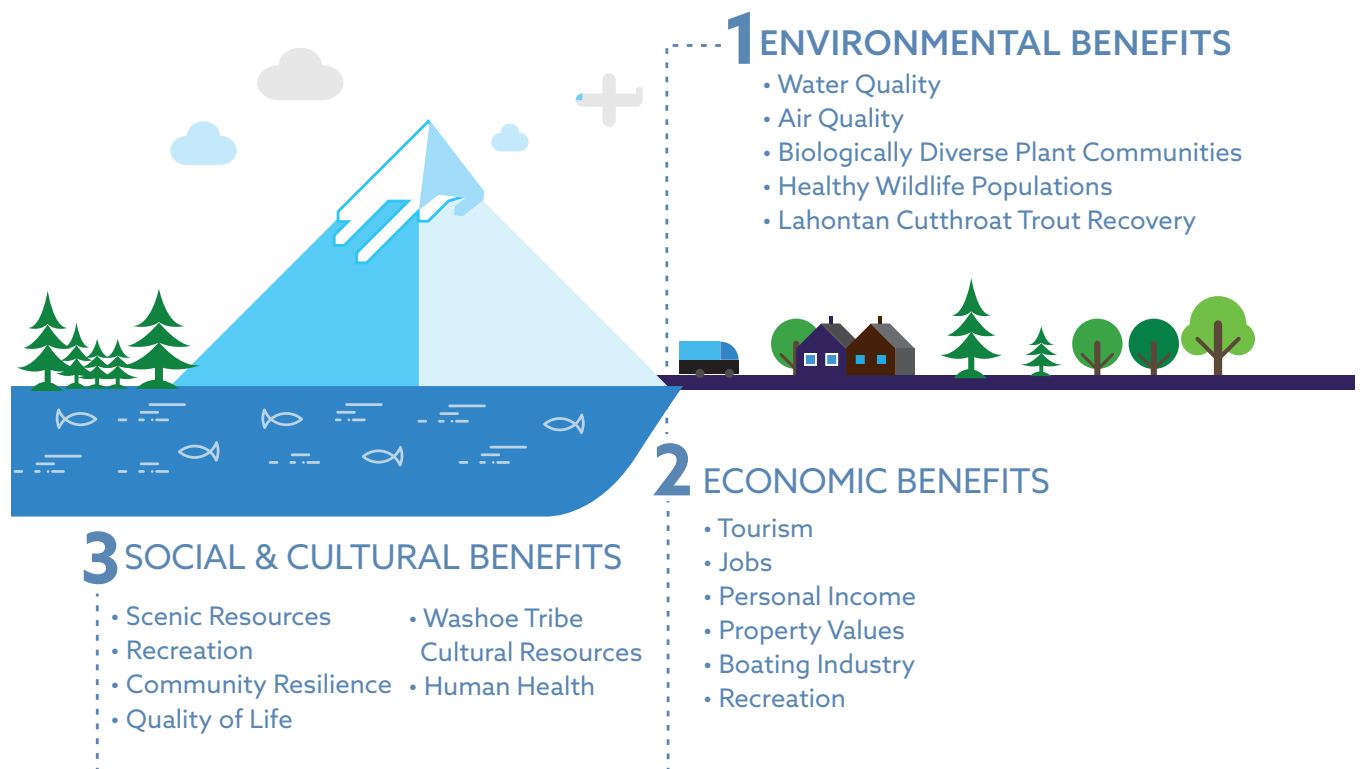 1 ENVIRONMENTAL BENEFITS
• Water Quality
• Air Quality
• Biologically Diverse Plant Communities
• Healthy Wildlife Populations
• Lahontan Cutthroat Trout Recovery
2 ECONOMIC BENEFITS
• Tourism
• Jobs
• Personal Income
• Property Values
• Boating Industry
• Recreation
3 SOCIAL & CULTURAL BENEFITS
• Scenic Resources
• Recreation
• Community Resilience
• Quality of Life
• Washoe Tribe
Cultural Resources
• Human Health